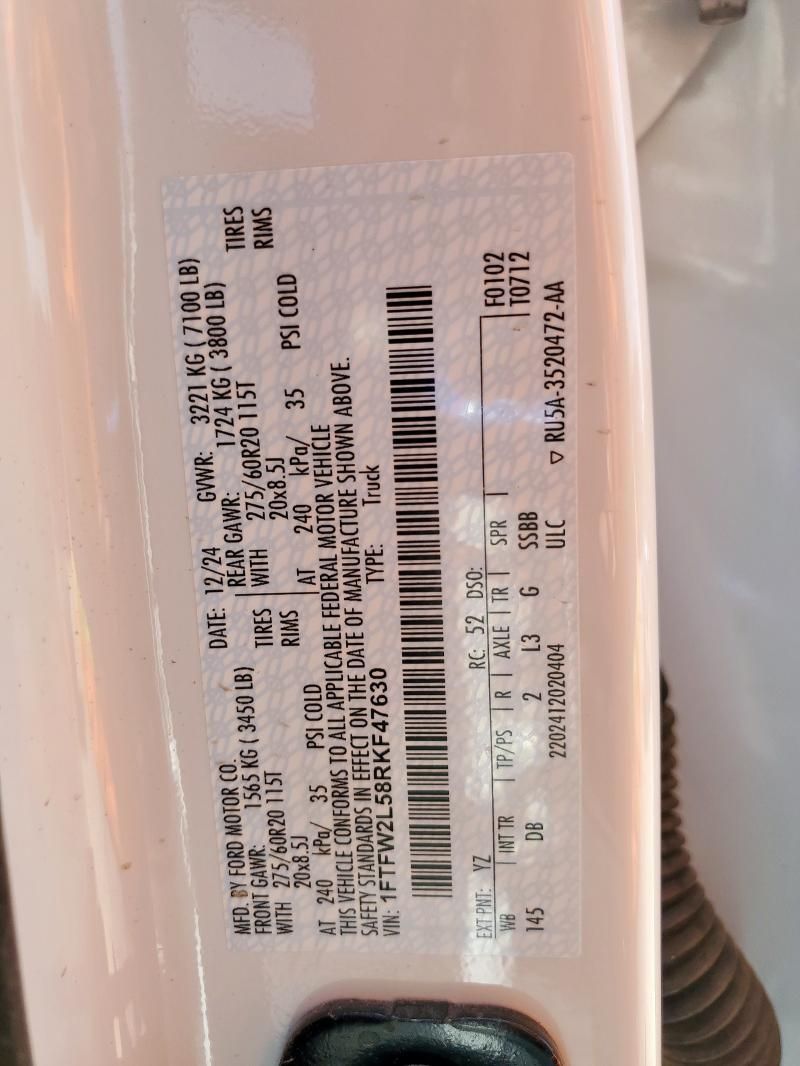 MFD. BY FORD MOTOR CO. DATE: 12/24 GVWR: 3221 KG ( 7100 LB)
FRONT GAWR: 1565 KG ( 3450 LB) REAR GAWR: 1724 KG ( 3800 LB)
WITH 275/60R20 115T TIRES WITH 275/60R20 115T TIRES
20x8.5J RIMS 20x8.5J RIMS
AT 240 kPa/ 35 PSI COLD AT 240 kPa/ 35 PSI COLD
THIS VEHICLE CONFORMS TO ALL APPLICABLE FEDERAL MOTOR VEHICLE
SAFETY STANDARDS IN EFFECT ON THE DATE OF MANUFACTURE SHOWN ABOVE.
VIN: 1FTFW2L58RKF47630 TYPE: Truck
EXT PNT: YZ RC: 52 DSO: F0102
WB INT TR TP/PS R AXLE TR SPR T0712
145 DB 2 L3 G SSBB
2202412020404 ULC ▽ RU5A-3520472-AA